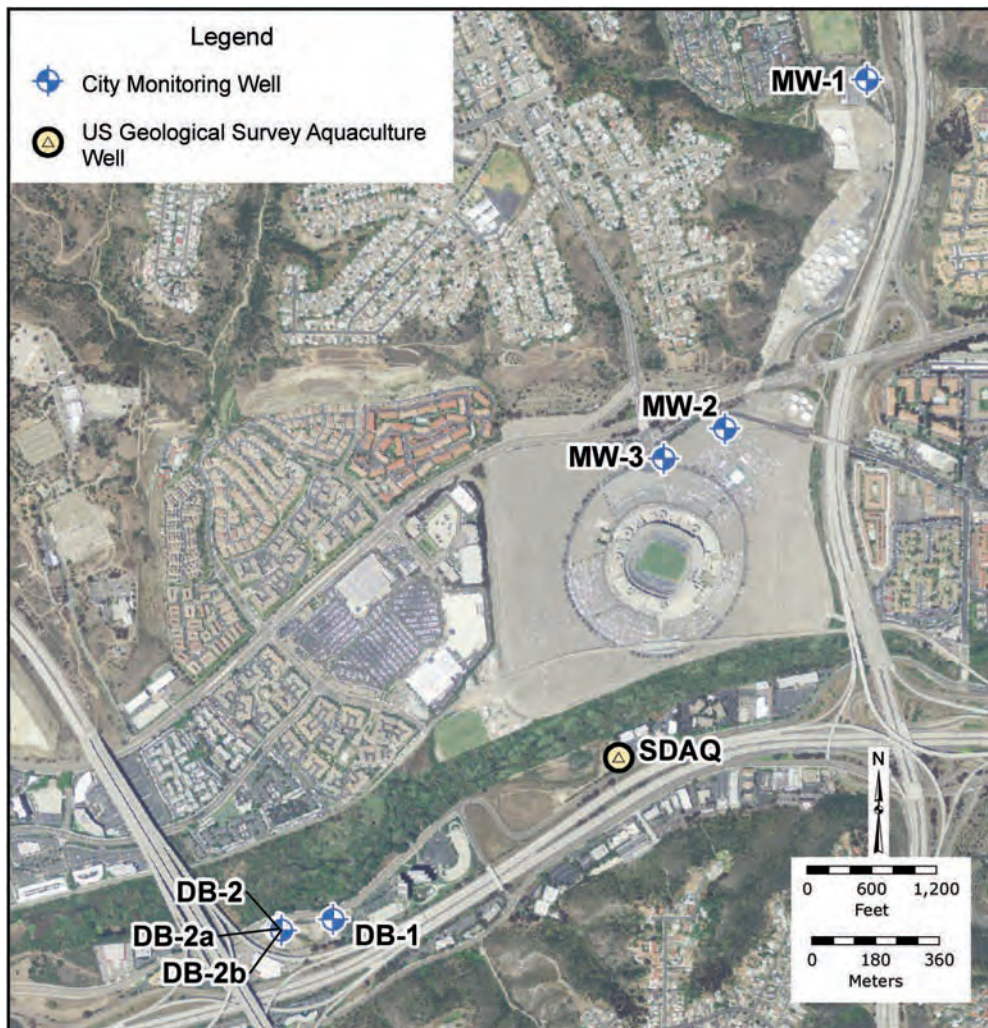 Legend
City Monitoring Well
US Geological Survey Aquaculture
Well
MW-1
MW-2
MW-3
SDAQ
N
DB-2
DB-2a
DB-1
DB-2b
0 600 1,200
Feet
0 180 360
Meters